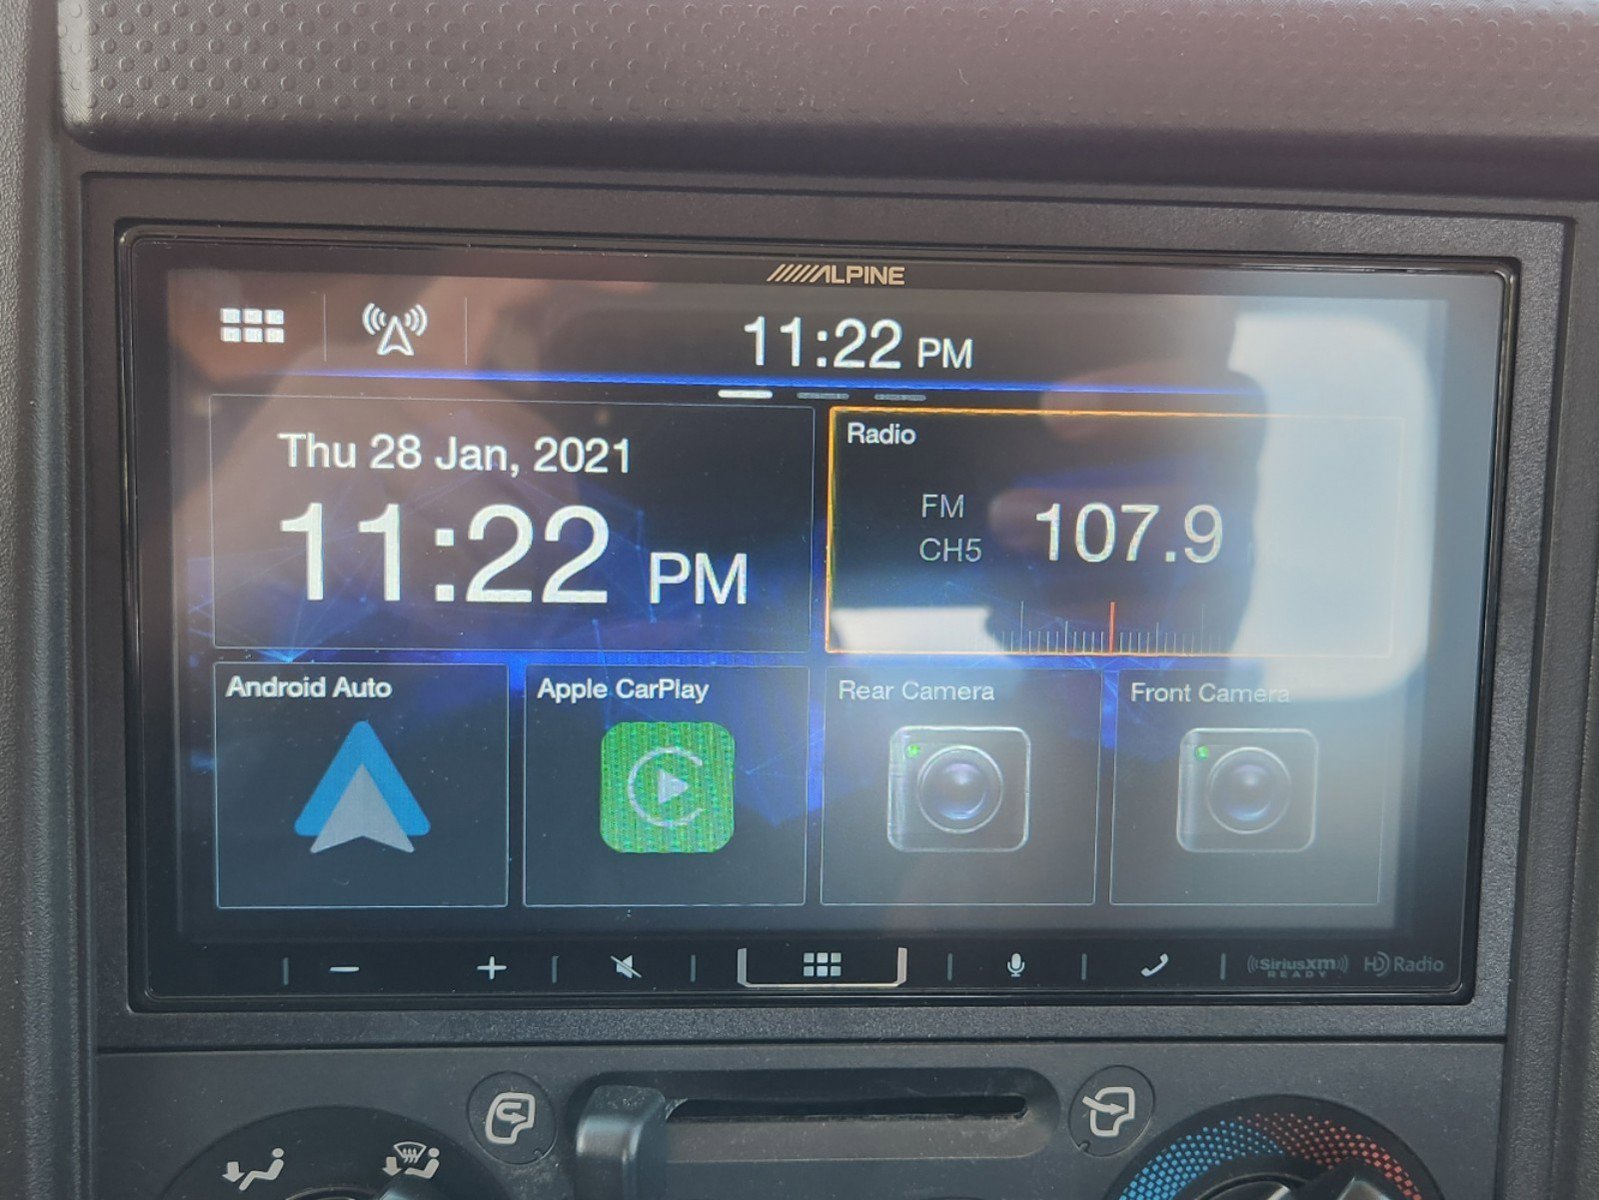 ALPINE
11:22 PM
Thu 28 Jan, 2021
11:22 PM
Radio
FM
CH5
107.9
Android Auto
Apple CarPlay
Rear Camera
Front Camera
SiriusXM
READY
HD Radio